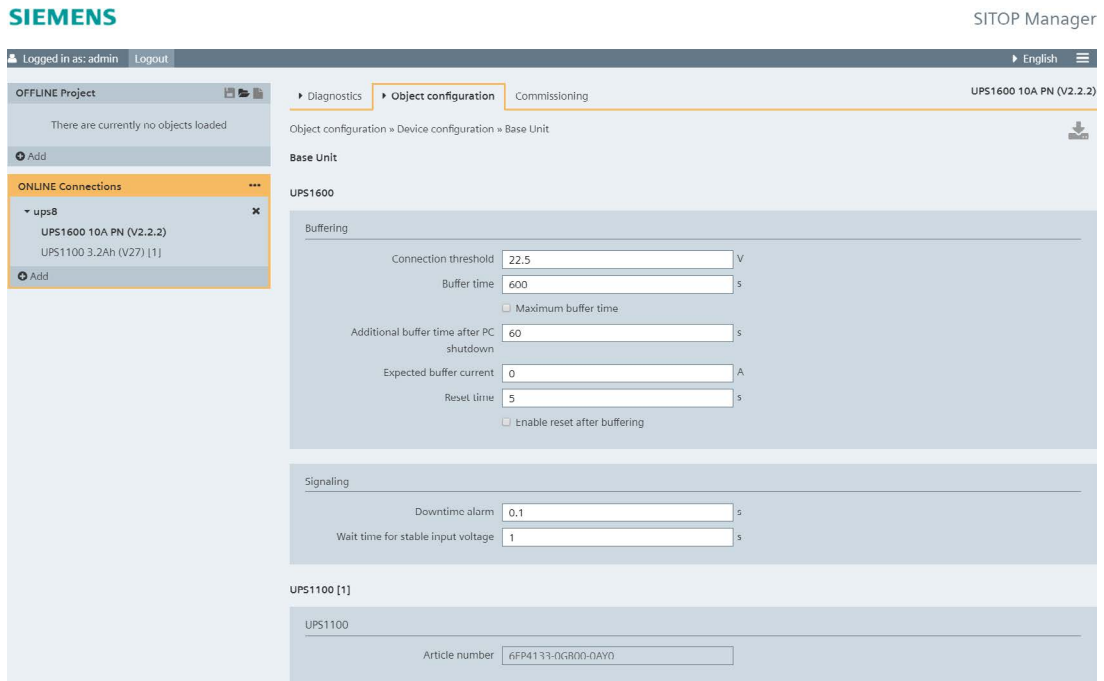 SIEMENS
SITOP Manager
Logged in as: admin Logout
English
OFFLINE Project
There are currently no objects loaded
Add
ONLINE Connections
ups8
UPS1600 10A PN (V2.2.2)
UPS1100 3.2Ah (V27) [1]
Add
Diagnostics Object configuration Commissioning
UPS1600 10A PN (V2.2.2)
Object configuration » Device configuration » Base Unit
Base Unit
UPS1600
Buffering
Connection threshold 22.5 V
Buffer time 600 s
Maximum buffer time
Additional buffer time after PC 60 s
shutdown
Expected buffer current 0 A
Reset time 5 s
Enable reset after buffering
Signaling
Downtime alarm 0.1 s
Wait time for stable input voltage 1 s
UPS1100 [1]
UPS1100
Article number 6EP4133-0GB00-0AY0